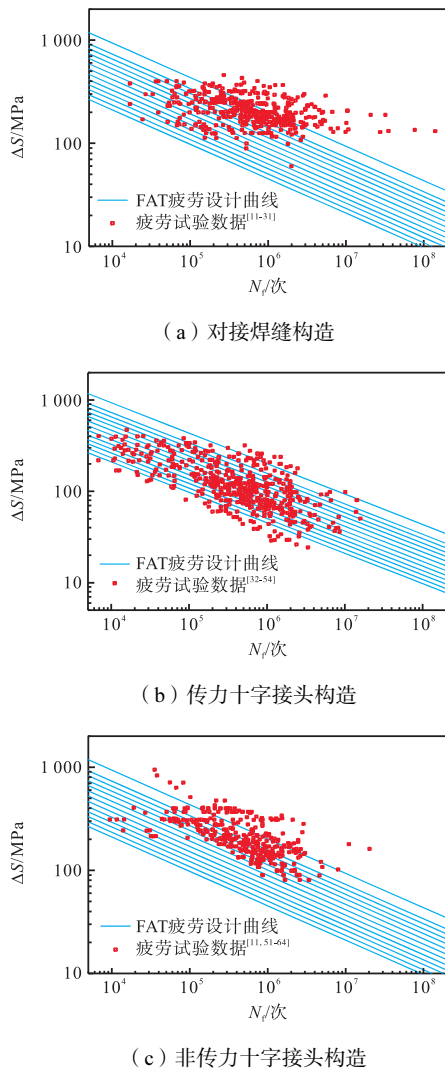 1 000
100
10
ΔS/MPa
FAT疲劳设计曲线
疲劳试验数据[11-31]
10⁴ 10⁵ 10⁶ 10⁷ 10⁸
Nf/次
（a）对接焊缝构造
1 000
100
10
ΔS/MPa
FAT疲劳设计曲线
疲劳试验数据[32-54]
10⁴ 10⁵ 10⁶ 10⁷ 10⁸
Nf/次
（b）传力十字接头构造
1 000
100
10
ΔS/MPa
FAT疲劳设计曲线
疲劳试验数据[11, 51-64]
10⁴ 10⁵ 10⁶ 10⁷ 10⁸
Nf/次
（c）非传力十字接头构造